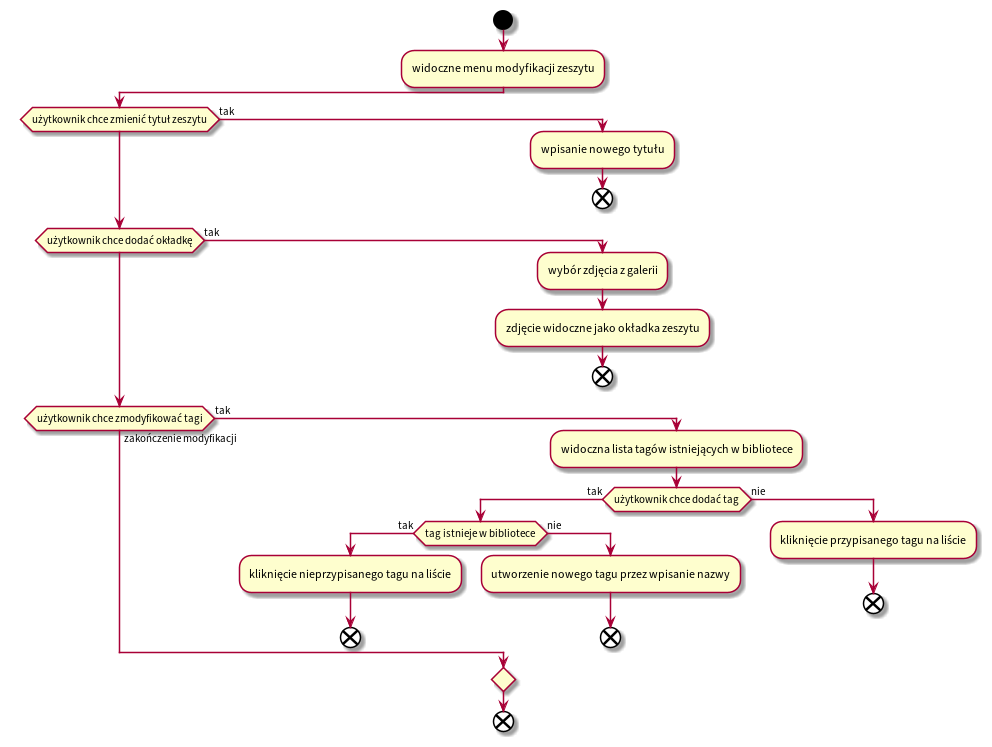 widoczne menu modyfikacji zeszytu
użytkownik chce zmienić tytuł zeszytu
tak
wpisanie nowego tytułu
użytkownik chce dodać okładkę
tak
wybór zdjęcia z galerii
zdjęcie widoczne jako okładka zeszytu
użytkownik chce zmodyfikować tagi
tak
zakończenie modyfikacji
widoczna lista tagów istniejących w bibliotece
tak
użytkownik chce dodać tag
nie
tak
tag istnieje w bibliotece
nie
kliknięcie przypisanego tagu na liście
kliknięcie nieprzypisanego tagu na liście
utworzenie nowego tagu przez wpisanie nazwy